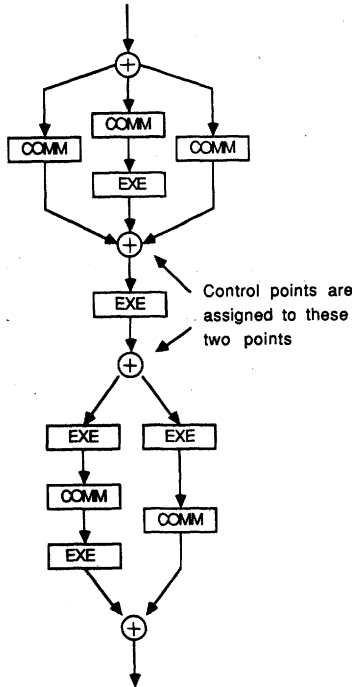 COMM
COMM
COMM
EXE
EXE
Control points are
assigned to these
two points
EXE
EXE
COMM
COMM
EXE